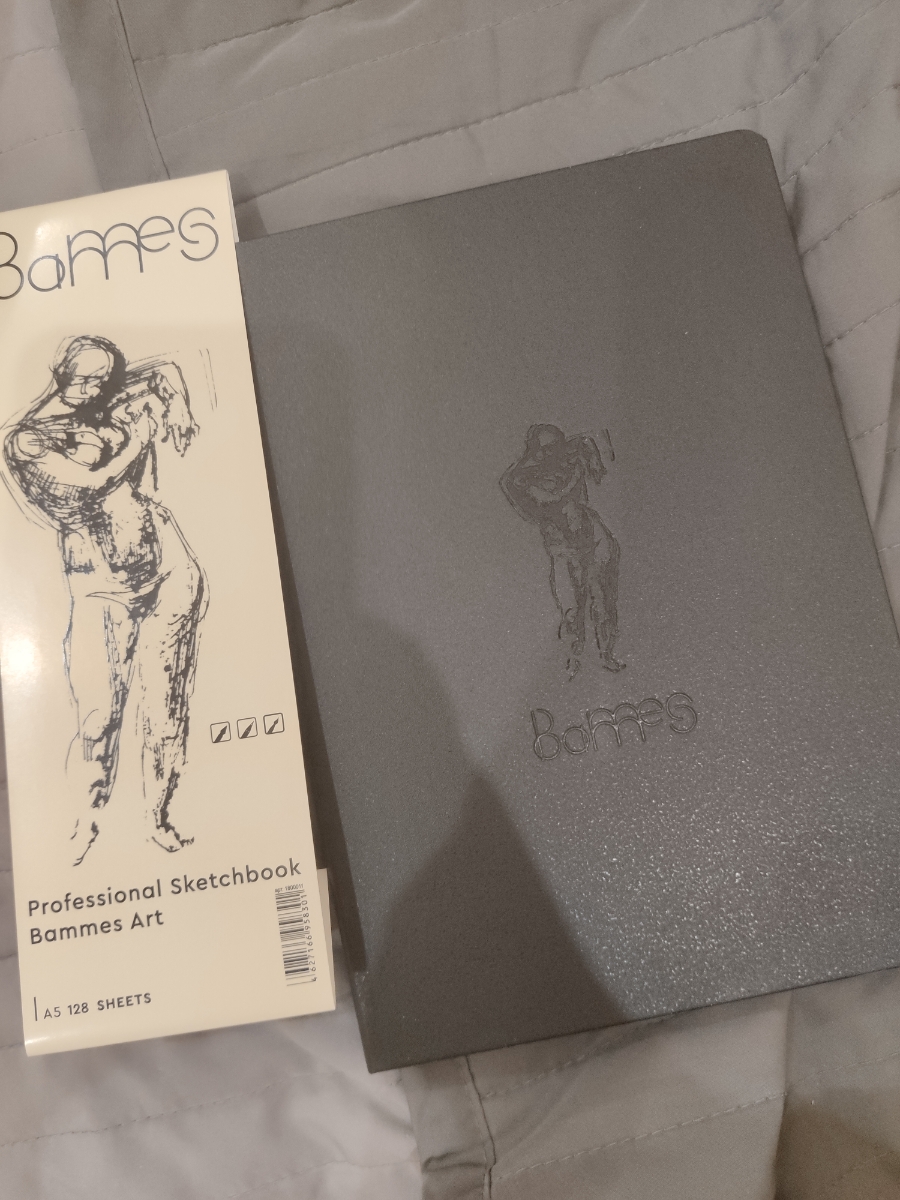 Bammes
Professional Sketchbook
Bammes Art
A5 128 SHEETS
Bammes